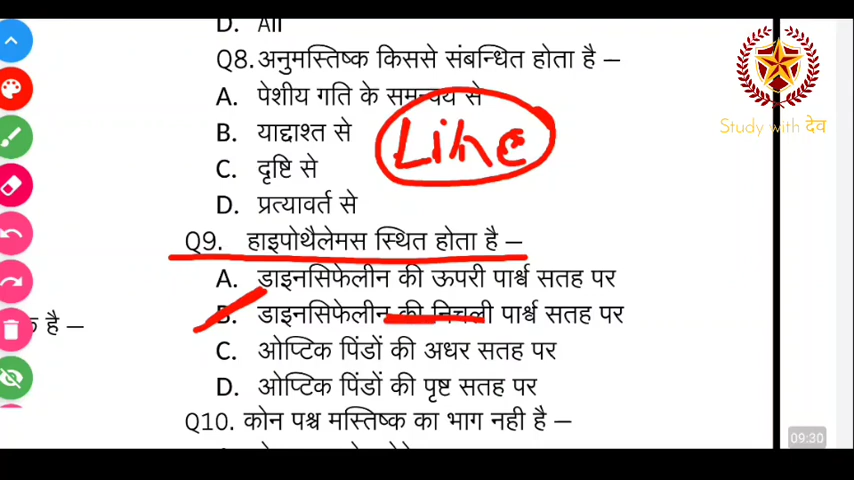 D. All
Q8. अनुमस्तिष्क किससे संबन्धित होता है –
A. पेशीय गति के समन्वय से
B. याद्दाश्त से
Like
C. दृष्टि से
D. प्रत्यावर्त से
Q9. हाइपोथैलेमस स्थित होता है –
A. डाइनसिफेलीन की ऊपरी पार्श्व सतह पर
B. डाइनसिफेलीन की निचली पार्श्व सतह पर
है –
C. ओप्टिक पिंडों की अधर सतह पर
D. ओप्टिक पिंडों की पृष्ट सतह पर
Q10. कोन पश्च मस्तिष्क का भाग नही है –
Study with देव
09:30